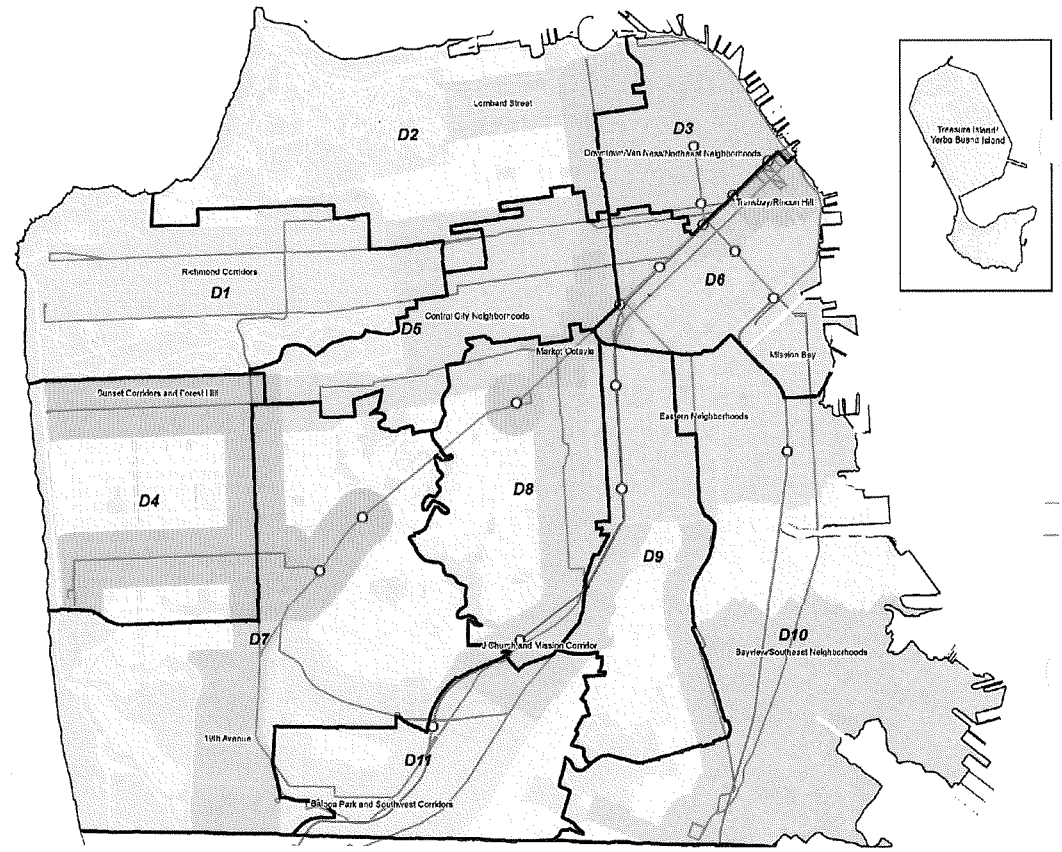 Lombard Street
D2
D3
Downtown/Van Ness/Northeast Neighborhoods
Treasure Island/
Yerba Buena Island
Transbay/Rincon Hill
Richmond Corridors
D1
D6
Central City Neighborhoods
D5
Market Octavia
Mission Bay
Sunset Corridors and Forest Hill
Eastern Neighborhoods
D4
D8
D9
D7
J Church and Mission Corridor
D10
Bayview/Southeast Neighborhoods
19th Avenue
D11
Balboa Park and Southwest Corridors